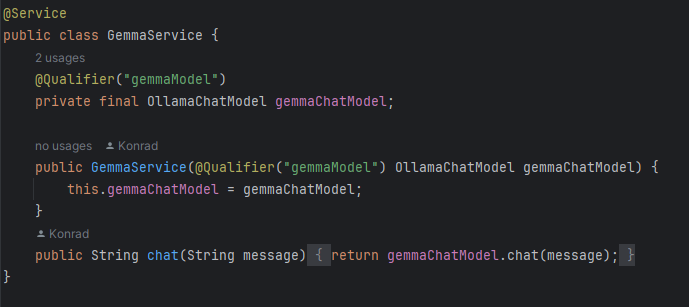 @Service
public class GemmaService {
2 usages
@Qualifier("gemmaModel")
private final OllamaChatModel gemmaChatModel;
no usages Konrad
public GemmaService(@Qualifier("gemmaModel") OllamaChatModel gemmaChatModel) {
this.gemmaChatModel = gemmaChatModel;
}
Konrad
public String chat(String message) { return gemmaChatModel.chat(message); }
}